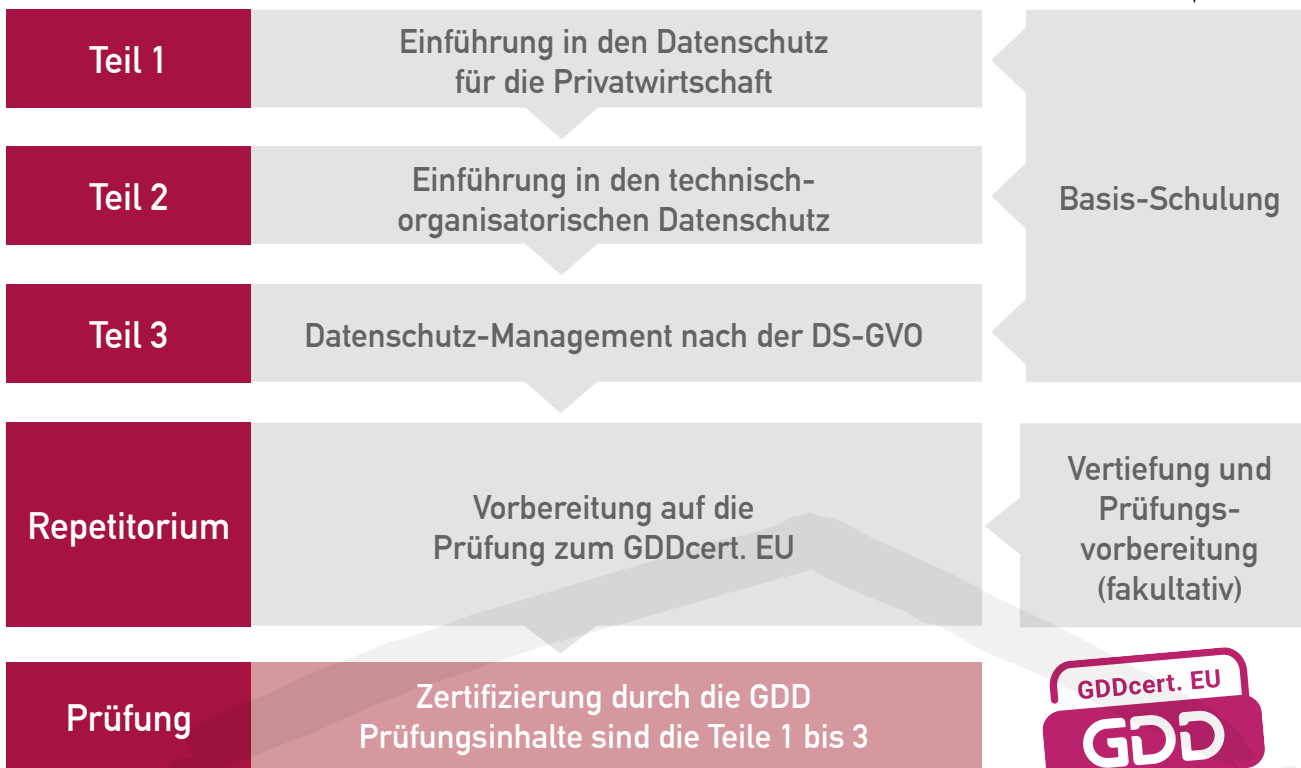 Teil 1
Einführung in den Datenschutz
für die Privatwirtschaft
Teil 2
Einführung in den technisch-
organisatorischen Datenschutz
Basis-Schulung
Teil 3
Datenschutz-Management nach der DS-GVO
Repetitorium
Vorbereitung auf die
Prüfung zum GDDcert. EU
Vertiefung und
Prüfungs-
vorbereitung
(fakultativ)
Prüfung
Zertifizierung durch die GDD
Prüfungsinhalte sind die Teile 1 bis 3
GDDcert. EU
GDD